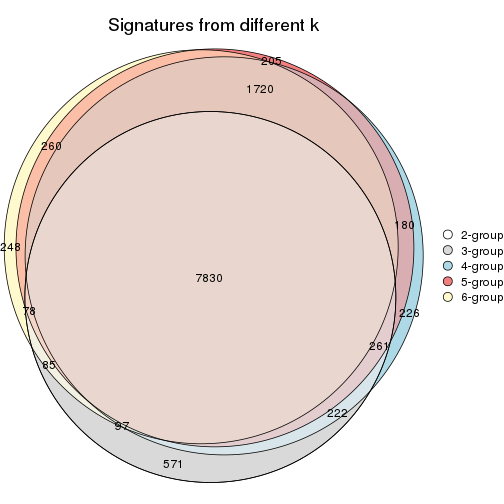 Signatures from different k
205
1720
260
180
248
7830
78
226
261
85
222
97
571
2-group
3-group
4-group
5-group
6-group